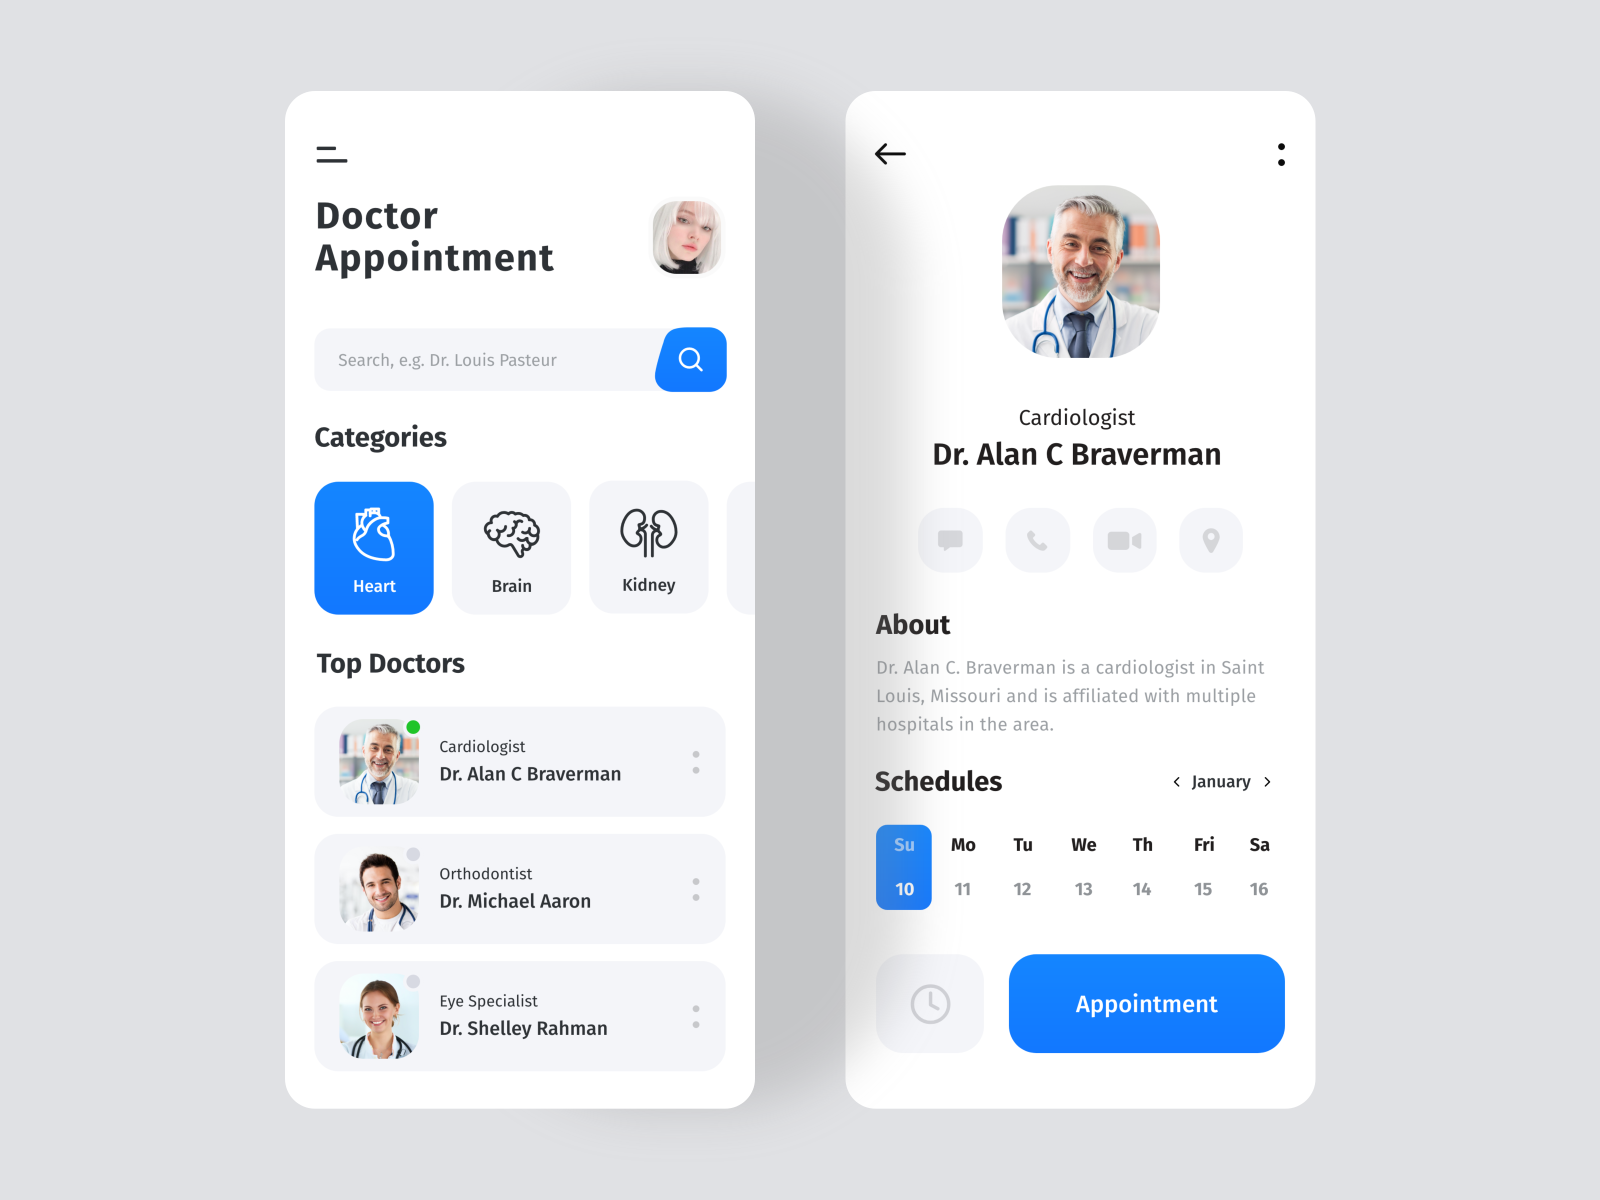 Doctor
Appointment
Search, e.g. Dr. Louis Pasteur
Categories
Heart
Brain
Kidney
Top Doctors
Cardiologist
Dr. Alan C Braverman
Orthodontist
Dr. Michael Aaron
Eye Specialist
Dr. Shelley Rahman
Cardiologist
Dr. Alan C Braverman
About
Dr. Alan C. Braverman is a cardiologist in Saint
Louis, Missouri and is affiliated with multiple
hospitals in the area.
Schedules
January
Su Mo Tu We Th Fri Sa
10 11 12 13 14 15 16
Appointment